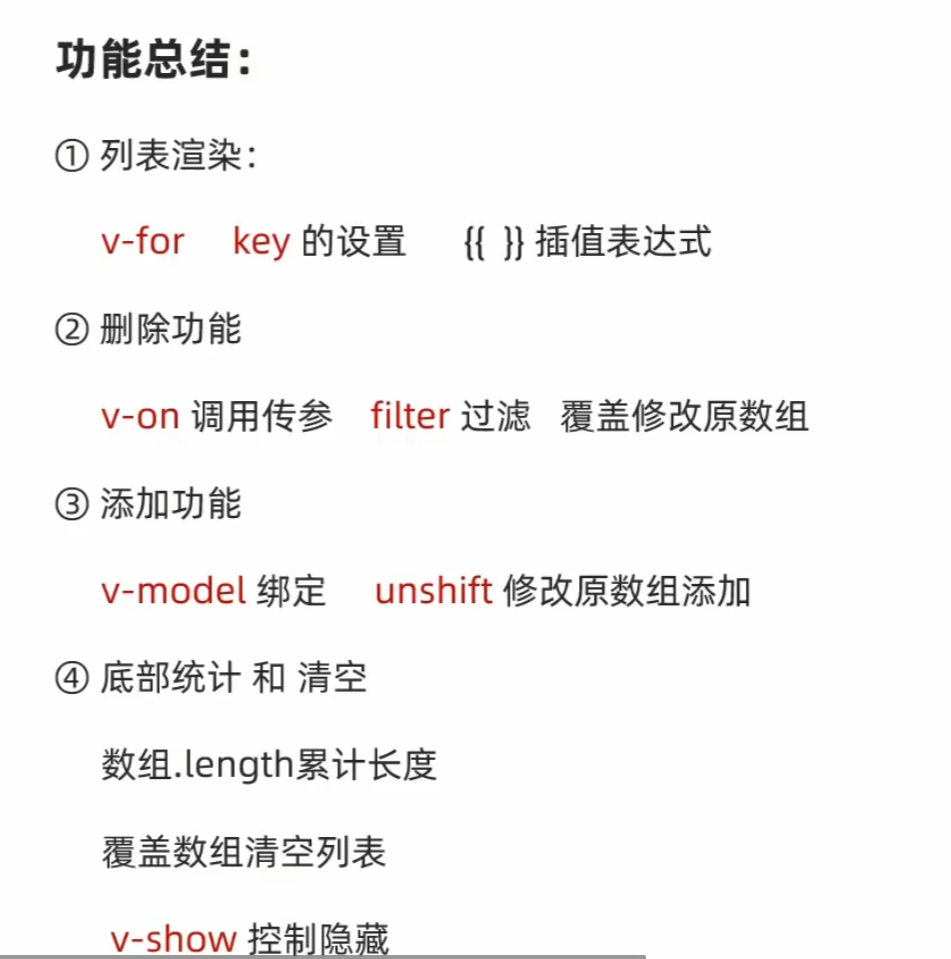 功能总结：
① 列表渲染：
v-for key 的设置 {{ }} 插值表达式
② 删除功能
v-on 调用传参 filter 过滤 覆盖修改原数组
③ 添加功能
v-model 绑定 unshift 修改原数组添加
④ 底部统计 和 清空
数组.length累计长度
覆盖数组清空列表
v-show 控制隐藏